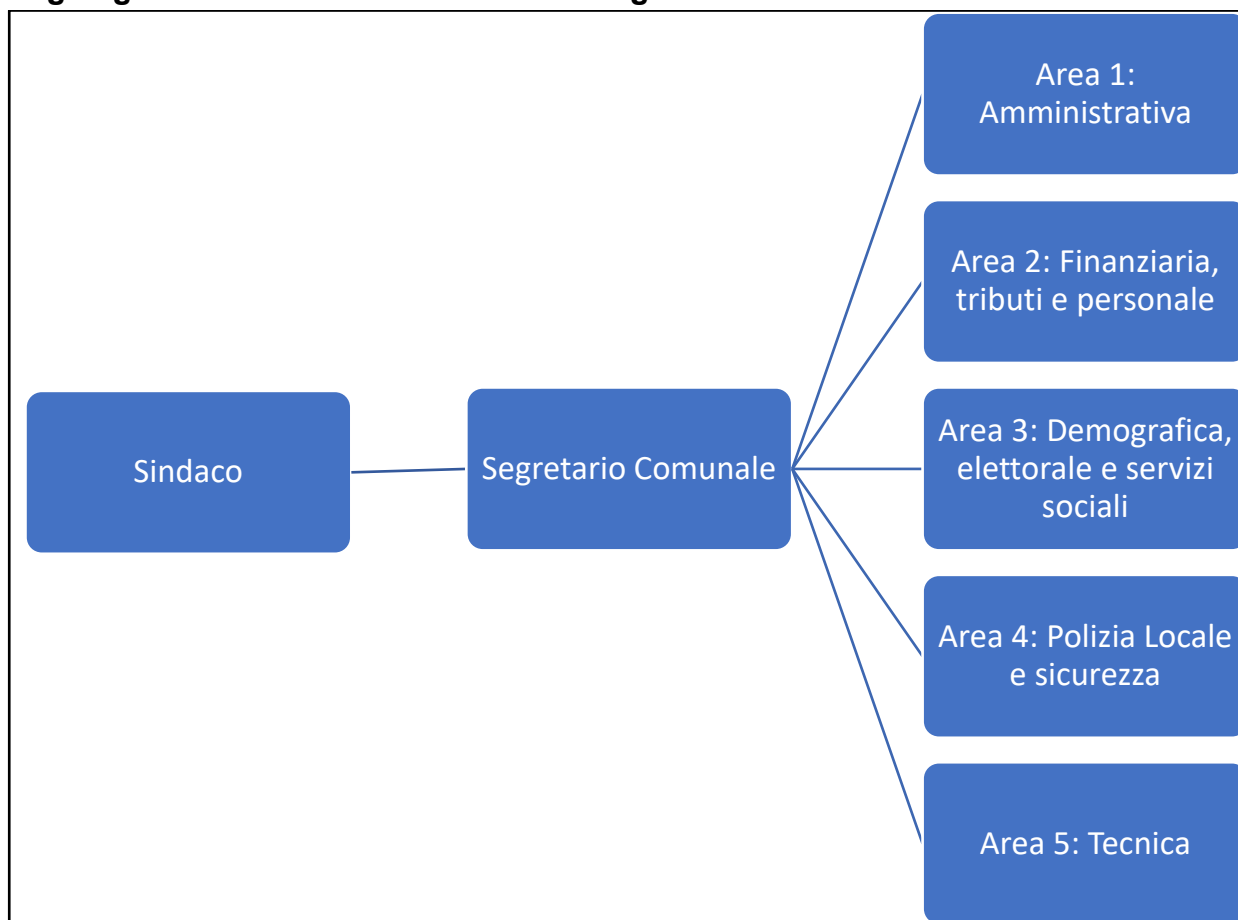 Sindaco
Segretario Comunale
Area 1:
Amministrativa
Area 2: Finanziaria,
tributi e personale
Area 3: Demografica,
elettorale e servizi
sociali
Area 4: Polizia Locale
e sicurezza
Area 5: Tecnica